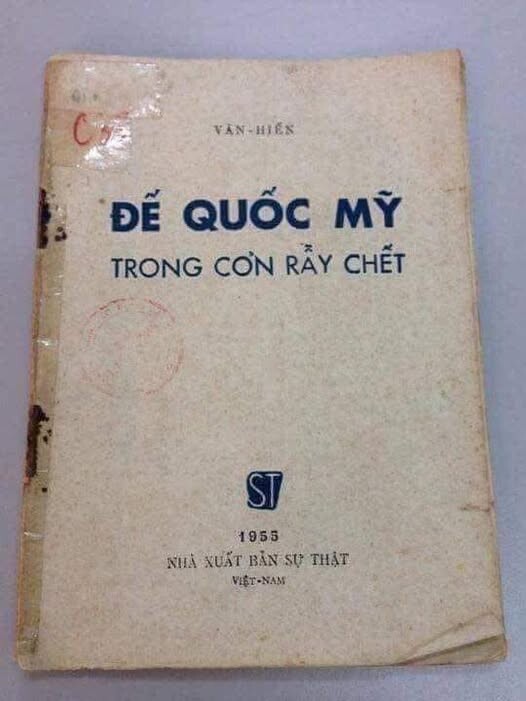 VĂN-HIẾN
ĐẾ QUỐC MỸ
TRONG CƠN RẪY CHẾT
ST
1955
NHÀ XUẤT BẢN SỰ THẬT
VIỆT-NAM